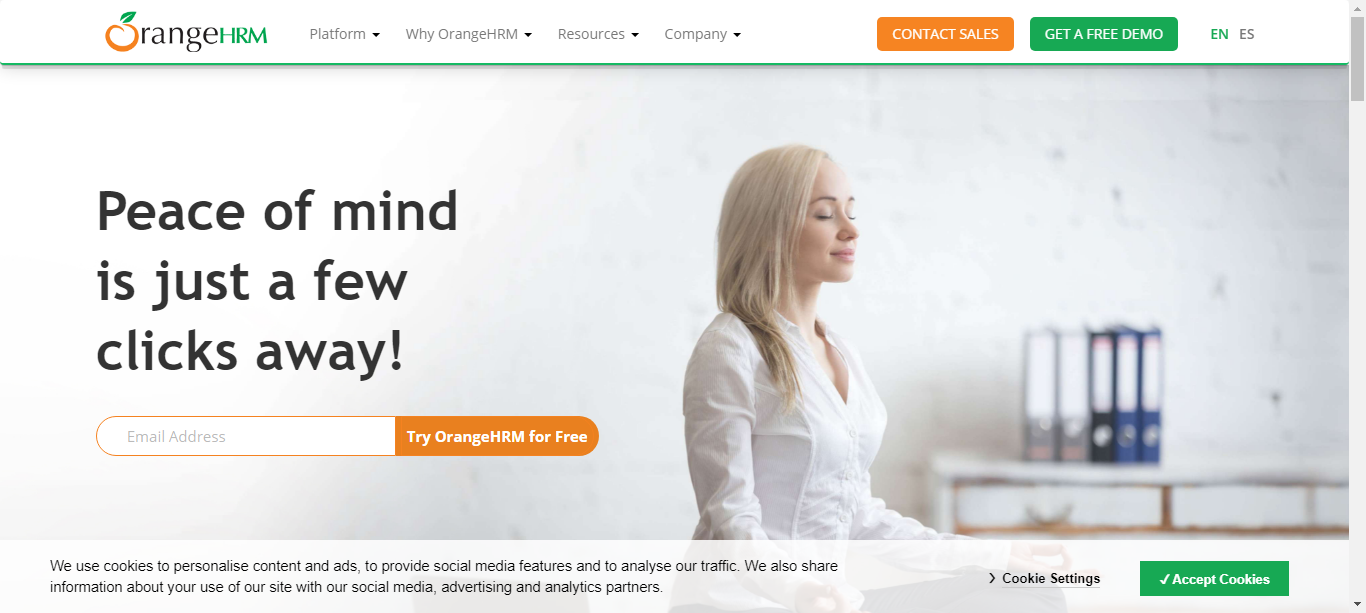 OrangeHRM
Platform
Why OrangeHRM
Resources
Company
CONTACT SALES
GET A FREE DEMO
EN
ES
Peace of mind
is just a few
clicks away!
Email Address
Try OrangeHRM for Free
We use cookies to personalise content and ads, to provide social media features and to analyse our traffic. We also share
information about your use of our site with our social media, advertising and analytics partners.
Cookie Settings
Accept Cookies